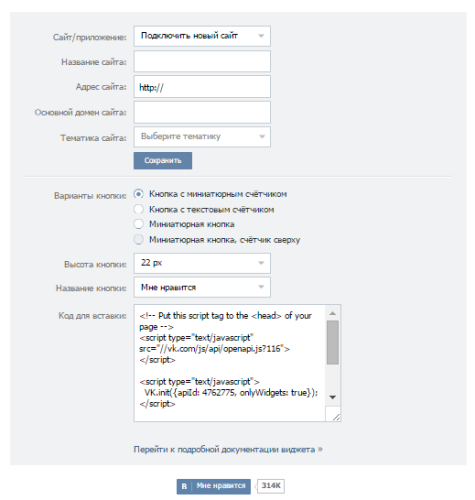 Сайт/приложение: Подключить новый сайт
Название сайта:
Адрес сайта: http://
Основной домен сайта:
Тематика сайта: Выберите тематику
Сохранить
Варианты кнопки: Кнопка с миниатюрным счётчиком
Кнопка с текстовым счётчиком
Миниатюрная кнопка
Миниатюрная кнопка, счётчик сверху
Высота кнопки: 22 px
Название кнопки: Мне нравится
Код для вставки: <!-- Put this script tag to the <head> of your
page -->
<script type="text/javascript"
src="//vk.com/js/api/openapi.js?116">
</script>
<script type="text/javascript">
VK.init({apiId: 4762775, onlyWidgets: true});
</script>
Перейти к подробной документации виджета »
В Мне нравится 314K